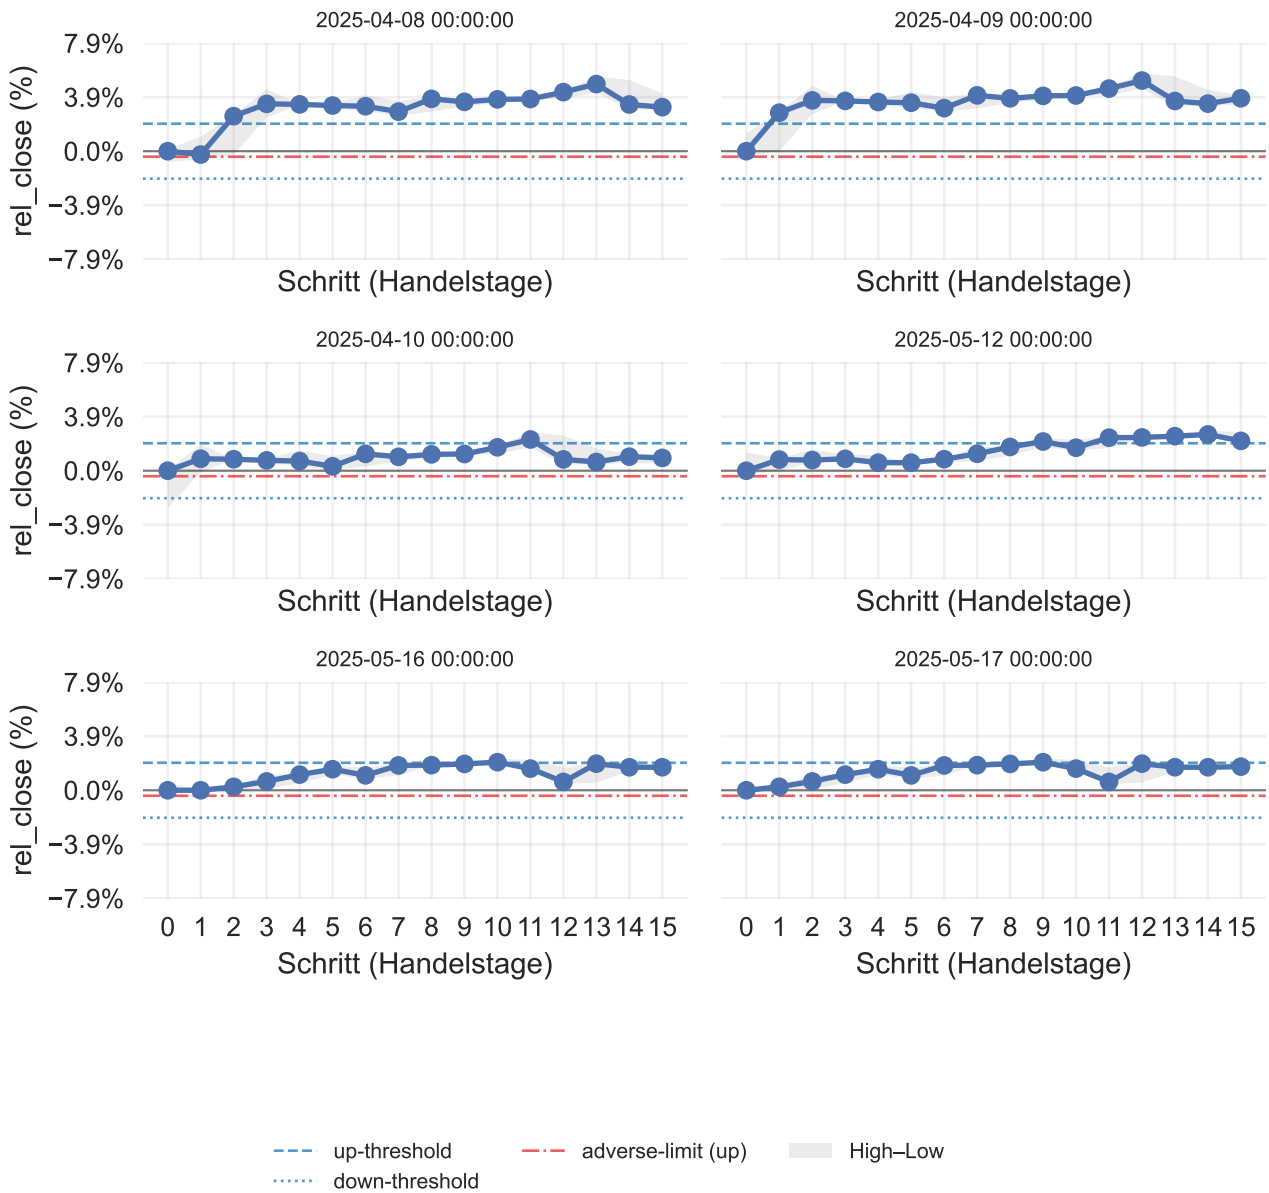 2025-04-08 00:00:00
7.9%
3.9%
0.0%
−3.9%
−7.9%
rel_close (%)
Schritt (Handelstage)
2025-04-09 00:00:00
Schritt (Handelstage)
2025-04-10 00:00:00
7.9%
3.9%
0.0%
−3.9%
−7.9%
rel_close (%)
Schritt (Handelstage)
2025-05-12 00:00:00
Schritt (Handelstage)
2025-05-16 00:00:00
7.9%
3.9%
0.0%
−3.9%
−7.9%
rel_close (%)
0 1 2 3 4 5 6 7 8 9 10 11 12 13 14 15
Schritt (Handelstage)
2025-05-17 00:00:00
0 1 2 3 4 5 6 7 8 9 10 11 12 13 14 15
Schritt (Handelstage)
up-threshold
down-threshold
adverse-limit (up)
High–Low